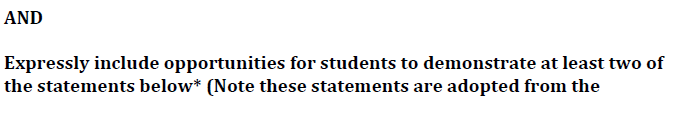 AND
Expressly include opportunities for students to demonstrate at least two of
the statements below* (Note these statements are adopted from the